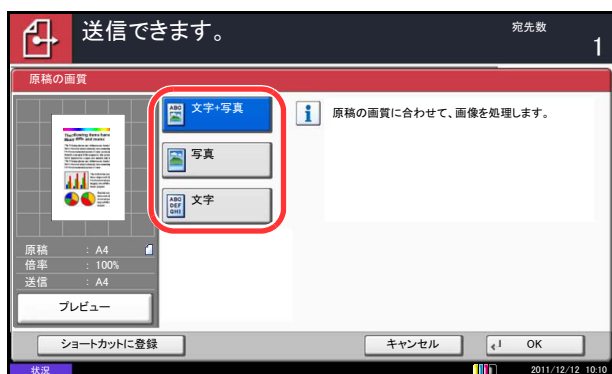 送信できます。
宛先数
1
原稿の画質
文字+写真
写真
文字
ABC
ABC
DEF
GHI
原稿の画質に合わせて、画像を処理します。
原稿 : A4
倍率 : 100%
送信 : A4
プレビュー
ショートカットに登録
キャンセル
OK
状況
2011/12/12 10:10